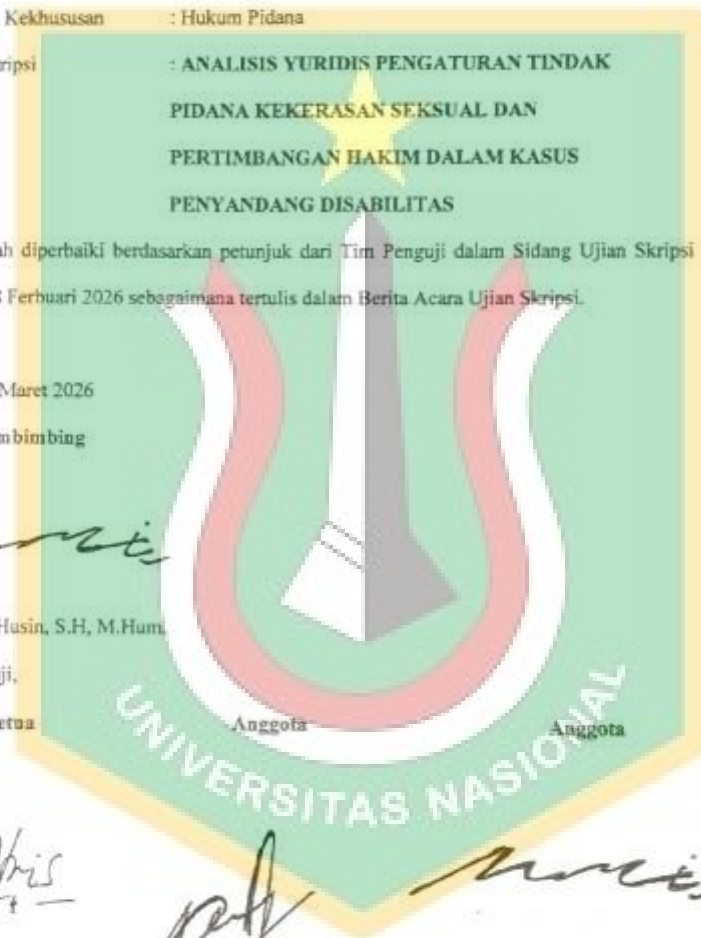 Kekhususan : Hukum Pidana
ripsi : ANALISIS YURIDIS PENGATURAN TINDAK
PIDANA KEKERASAN SEKSUAL DAN
PERTIMBANGAN HAKIM DALAM KASUS
PENYANDANG DISABILITAS
ah diperbaiki berdasarkan petunjuk dari Tim Penguji dalam Sidang Ujian Skripsi
Ferbuari 2026 sebagaimana tertulis dalam Berita Acara Ujian Skripsi.
Maret 2026
mbimbing
Husin, S.H, M.Hum,
ji,
etua Anggota Anggota
UNIVERSITAS NASIONAL